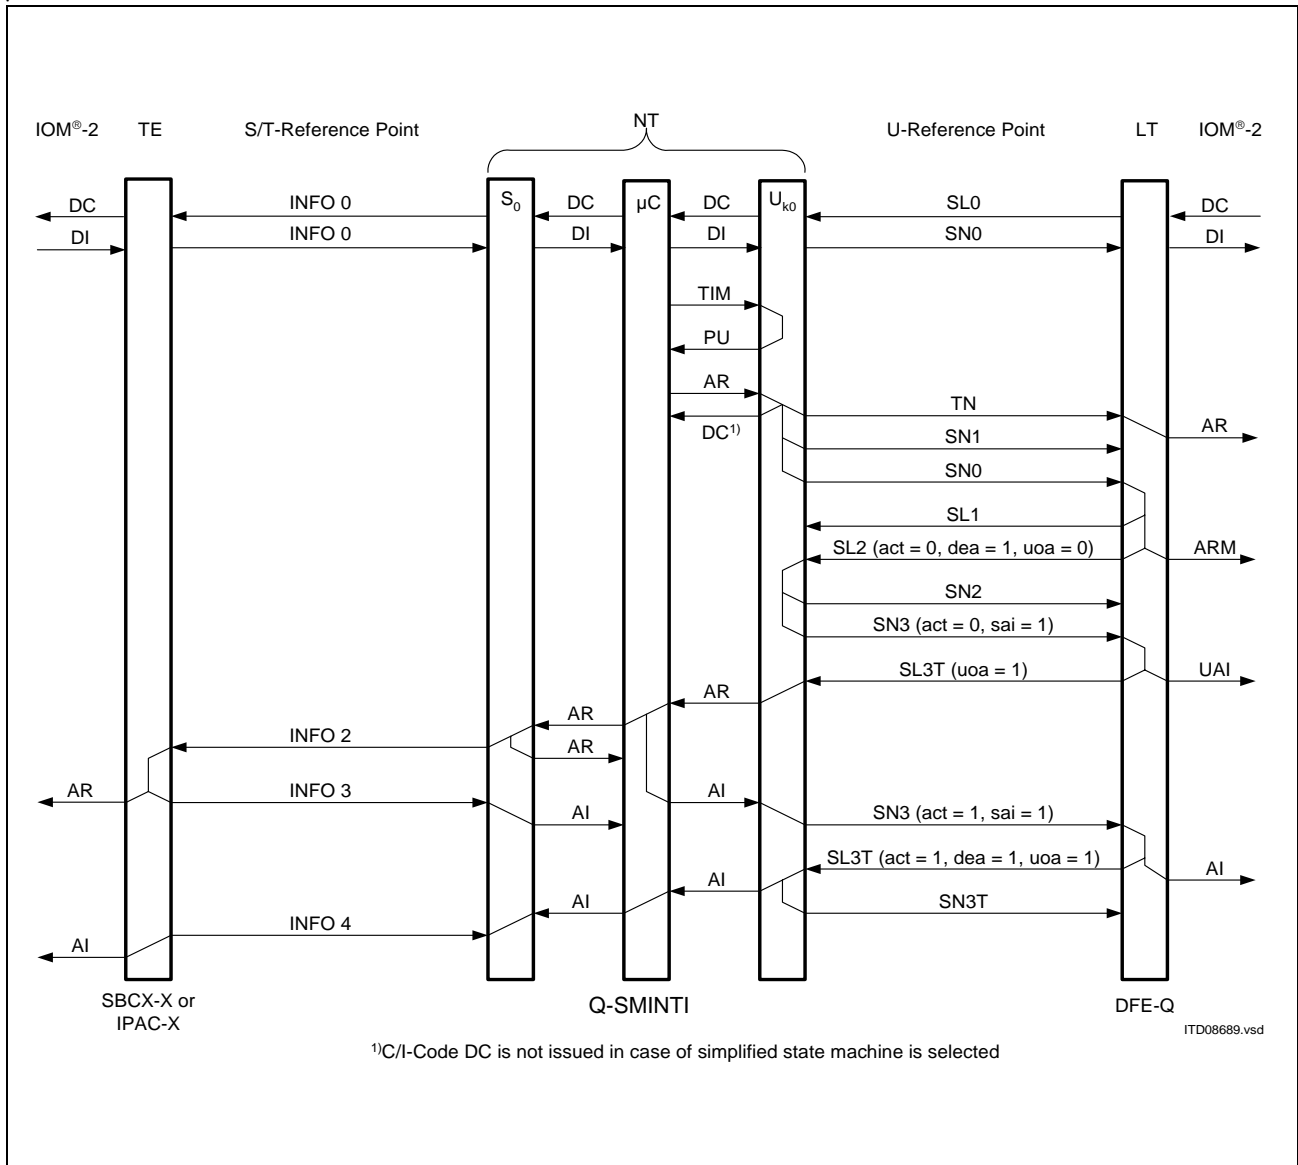 NT
IOM®-2 TE S/T-Reference Point U-Reference Point LT IOM®-2
S0 µC Uk0
DC INFO 0 DC DC SL0 DC
DI INFO 0 DI DI SN0 DI
TIM
PU
AR
TN
DC1)
AR
SN1
SN0
SL1
SL2 (act = 0, dea = 1, uoa = 0) ARM
SN2
SN3 (act = 0, sai = 1)
SL3T (uoa = 1) UAI
AR
AR
INFO 2
AR
AR INFO 3 AI
AI SN3 (act = 1, sai = 1)
SL3T (act = 1, dea = 1, uoa = 1)
AI
AI
AI SN3T
INFO 4
AI
SBCX-X or
IPAC-X
Q-SMINTI
DFE-Q
ITD08689.vsd
1)C/I-Code DC is not issued in case of simplified state machine is selected